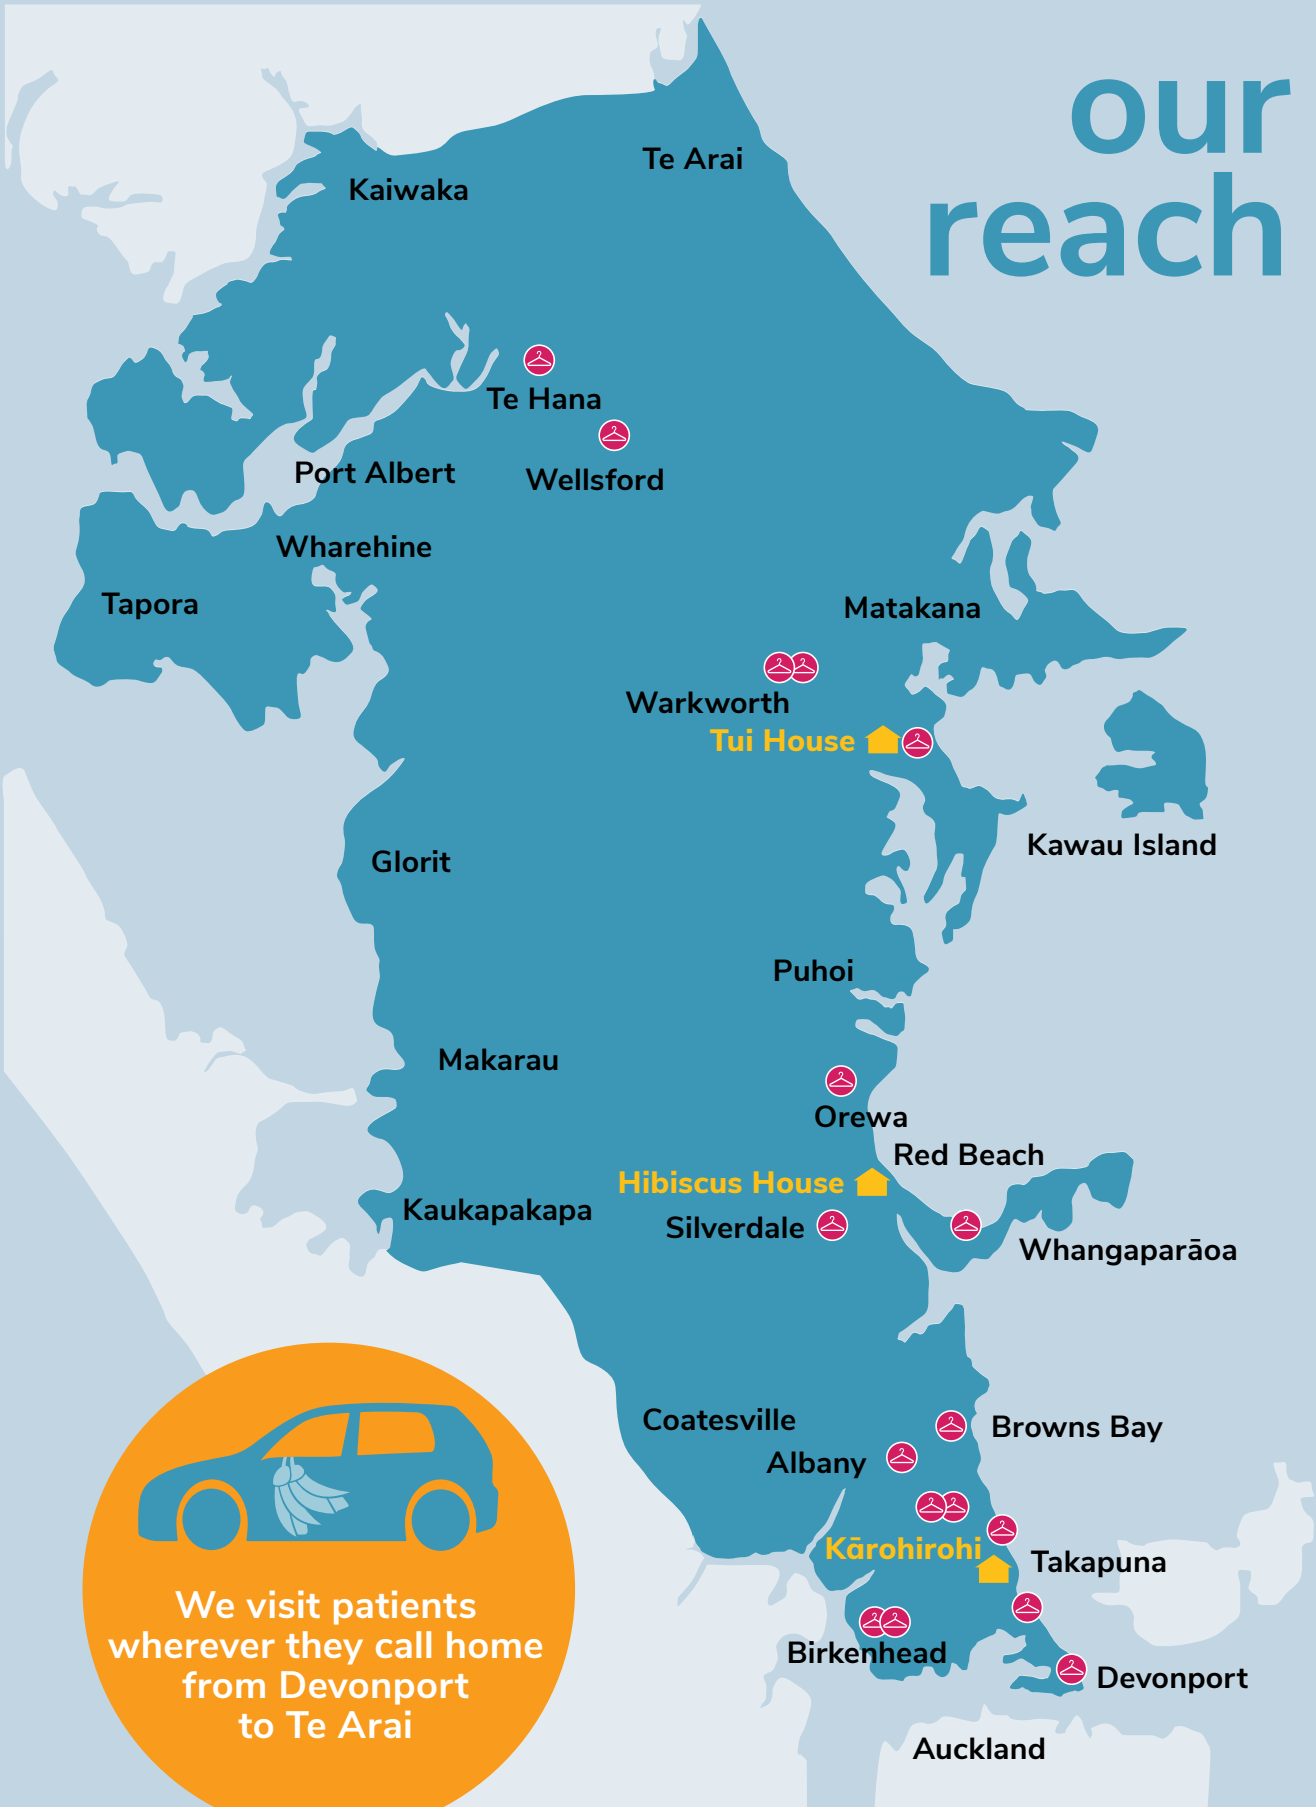 our
reach
Te Arai
Kaiwaka
Te Hana
Port Albert
Wellsford
Wharehine
Tapora
Matakana
Warkworth
Tui House
Kawau Island
Glorit
Puhoi
Makarau
Orewa
Red Beach
Hibiscus House
Kaukapakapa
Silverdale
Whangaparāoa
Coatesville
Browns Bay
Albany
Kārohirohi
Takapuna
Birkenhead
Devonport
Auckland
We visit patients
wherever they call home
from Devonport
to Te Arai